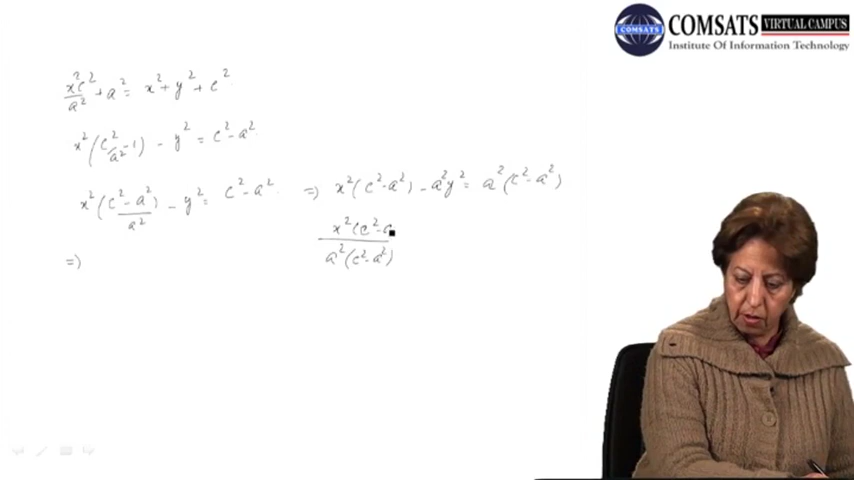 COMSATS VIRTUAL CAMPUS
COMSATS
Institute Of Information Technology
x²c²/a² + a² = x² + y² + c²
x²(c²/a² - 1) - y² = c² - a²
x²(c² - a²)/a² - y² = c² - a² ⇒ x²(c² - a²) - a²y² = a²(c² - a²)
x²(c² -
a²(c² - a²)
⇒